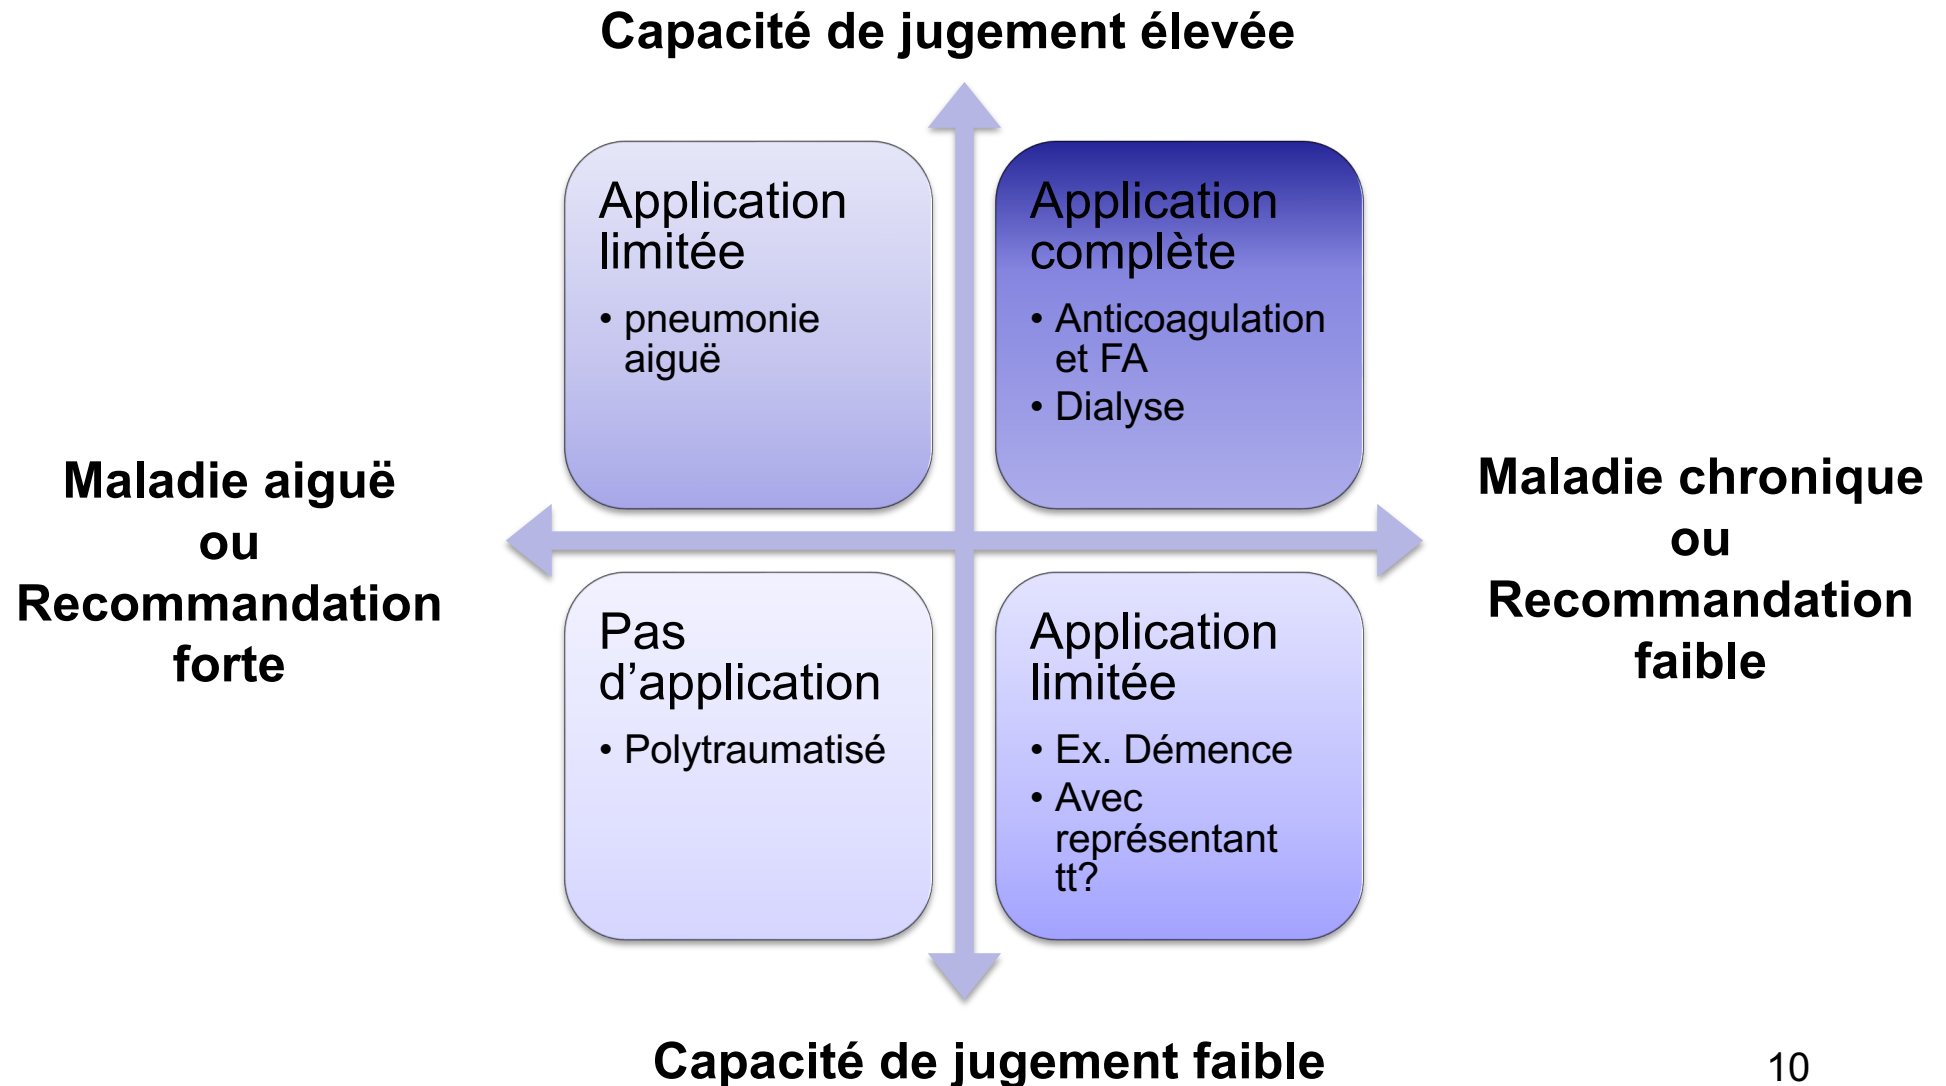 Capacité de jugement élevée
Application
limitée
• pneumonie
aiguë
Application
complète
• Anticoagulation
et FA
• Dialyse
Maladie aiguë
ou
Recommandation
forte
Maladie chronique
ou
Recommandation
faible
Pas
d’application
• Polytraumatisé
Application
limitée
• Ex. Démence
• Avec
représentant
tt?
Capacité de jugement faible
10